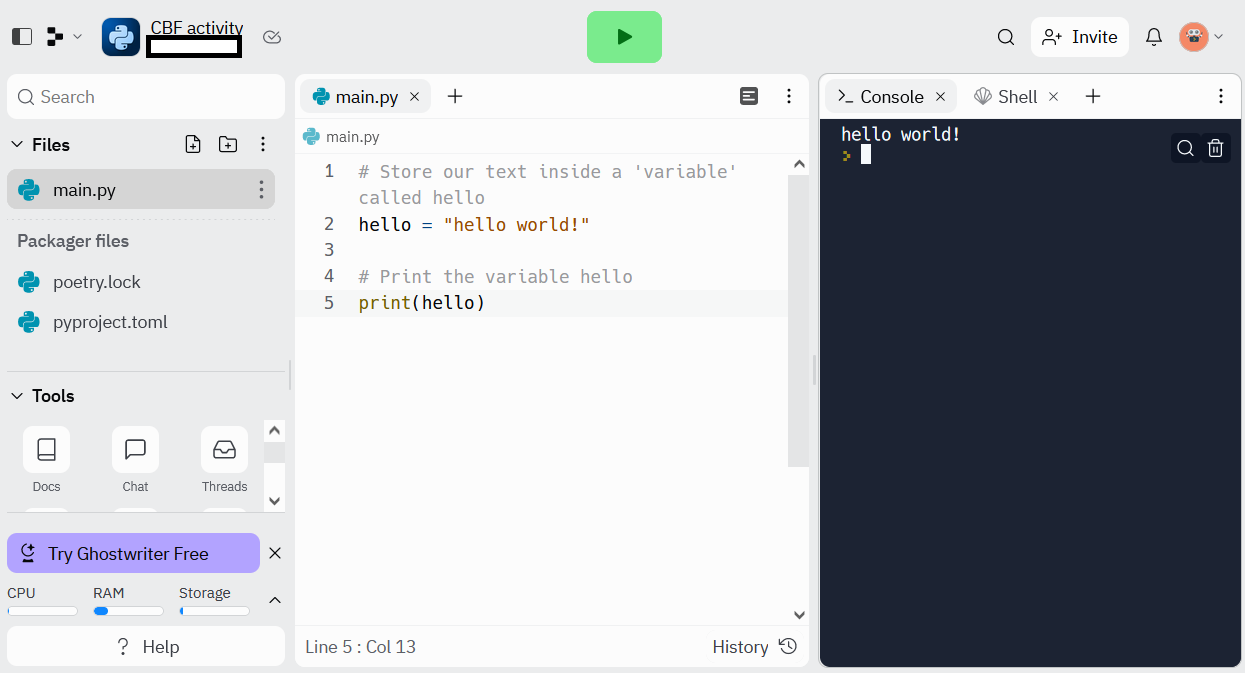 CBF activity
Invite
Search
Files
main.py
Packager files
poetry.lock
pyproject.toml
Tools
Docs
Chat
Threads
Try Ghostwriter Free
CPU
RAM
Storage
? Help
main.py
main.py
1 # Store our text inside a 'variable'
called hello
2 hello = "hello world!"
3
4 # Print the variable hello
5 print(hello)
Line 5 : Col 13
History
>_ Console
Shell
hello world!
>